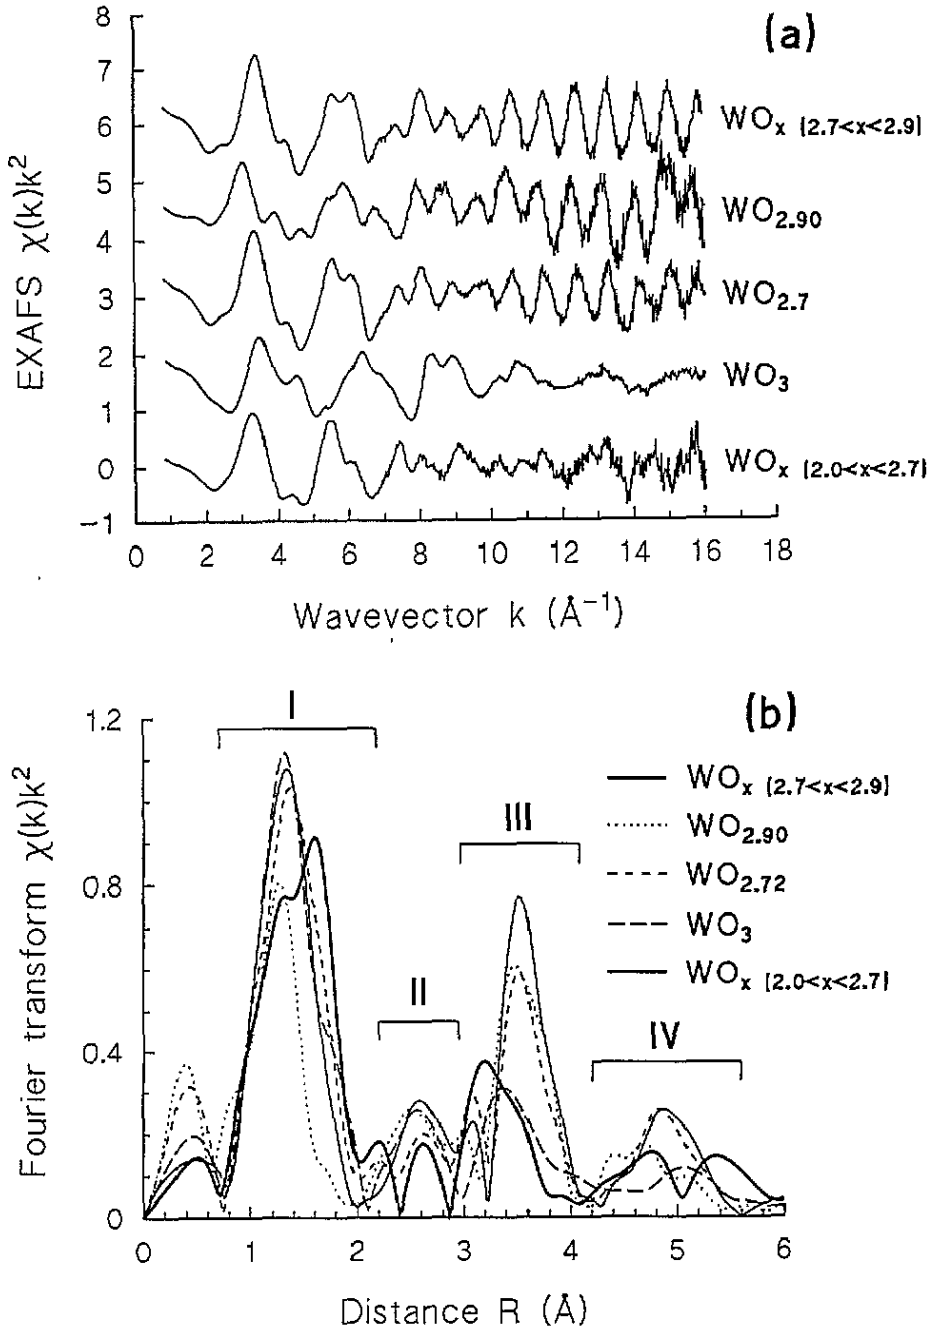 (a)
8
7
6
5
4
3
2
1
0
−1
EXAFS χ(k)k²
WOₓ [2.7<x<2.9]
WO₂.₉₀
WO₂.₇
WO₃
WOₓ [2.0<x<2.7]
0 2 4 6 8 10 12 14 16 18
Wavevector k (Å⁻¹)
(b)
I
II
III
IV
1.2
0.8
0.4
0
Fourier transform χ(k)k²
WOₓ [2.7<x<2.9]
WO₂.₉₀
WO₂.₇₂
WO₃
WOₓ [2.0<x<2.7]
0 1 2 3 4 5 6
Distance R (Å)